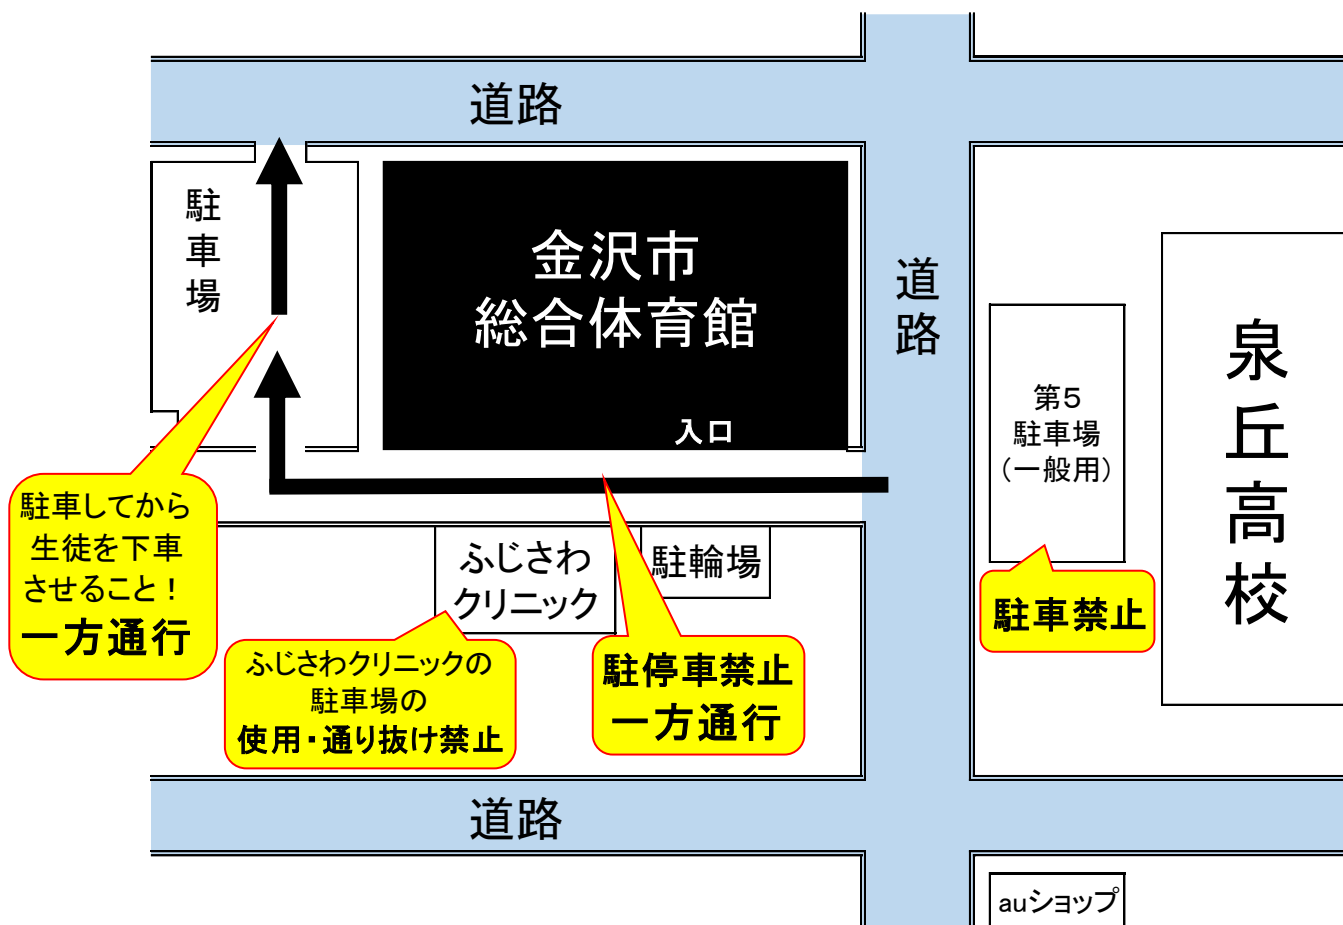 道路
駐車場
金沢市
総合体育館
入口
道路
第5
駐車場
(一般用)
泉丘高校
駐車してから
生徒を下車
させること！
一方通行
ふじさわ
クリニック
駐輪場
駐車禁止
ふじさわクリニックの
駐車場の
使用・通り抜け禁止
駐停車禁止
一方通行
道路
auショップ